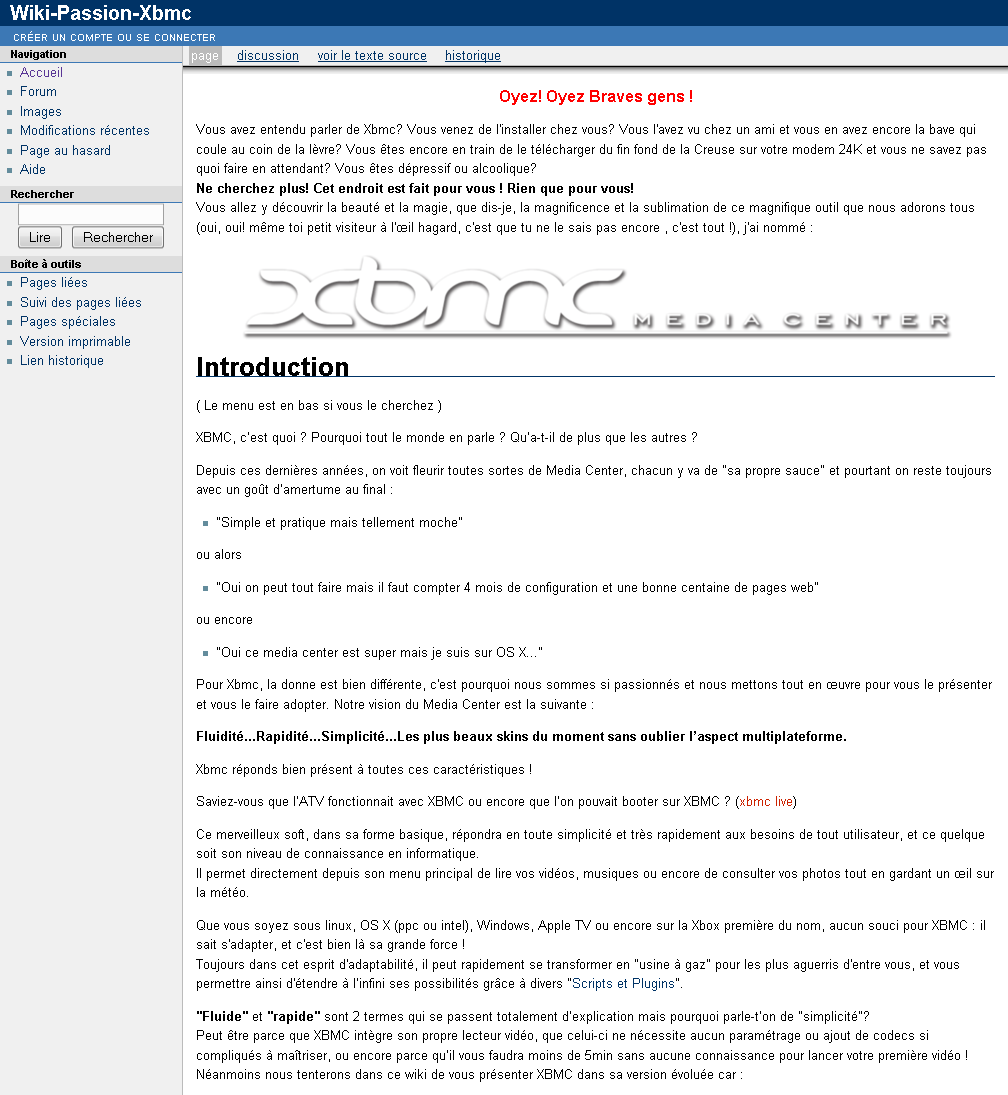 Wiki-Passion-Xbmc
CRÉER UN COMPTE OU SE CONNECTER
Navigation
Accueil
Forum
Images
Modifications récentes
Page au hasard
Aide
Rechercher
Lire Rechercher
Boîte à outils
Pages liées
Suivi des pages liées
Pages spéciales
Version imprimable
Lien historique
page discussion voir le texte source historique
Oyez! Oyez Braves gens !
Vous avez entendu parler de Xbmc? Vous venez de l'installer chez vous? Vous l'avez vu chez un ami et vous en avez encore la bave qui
coule au coin de la lèvre? Vous êtes encore en train de le télécharger du fin fond de la Creuse sur votre modem 24K et vous ne savez pas
quoi faire en attendant? Vous êtes dépressif ou alcoolique?
Ne cherchez plus! Cet endroit est fait pour vous ! Rien que pour vous!
Vous allez y découvrir la beauté et la magie, que dis-je, la magnificence et la sublimation de ce magnifique outil que nous adorons tous
(oui, oui! même toi petit visiteur à l'œil hagard, c'est que tu ne le sais pas encore , c'est tout !), j'ai nommé :
xbmc MEDIA CENTER
Introduction
( Le menu est en bas si vous le cherchez )
XBMC, c'est quoi ? Pourquoi tout le monde en parle ? Qu'a-t-il de plus que les autres ?
Depuis ces dernières années, on voit fleurir toutes sortes de Media Center, chacun y va de "sa propre sauce" et pourtant on reste toujours
avec un goût d'amertume au final :
"Simple et pratique mais tellement moche"
ou alors
"Oui on peut tout faire mais il faut compter 4 mois de configuration et une bonne centaine de pages web"
ou encore
"Oui ce media center est super mais je suis sur OS X..."
Pour Xbmc, la donne est bien différente, c'est pourquoi nous sommes si passionnés et nous mettons tout en œuvre pour vous le présenter
et vous le faire adopter. Notre vision du Media Center est la suivante :
Fluidité...Rapidité...Simplicité...Les plus beaux skins du moment sans oublier l'aspect multiplateforme.
Xbmc réponds bien présent à toutes ces caractéristiques !
Saviez-vous que l'ATV fonctionnait avec XBMC ou encore que l'on pouvait booter sur XBMC ? (xbmc live)
Ce merveilleux soft, dans sa forme basique, répondra en toute simplicité et très rapidement aux besoins de tout utilisateur, et ce quelque
soit son niveau de connaissance en informatique.
Il permet directement depuis son menu principal de lire vos vidéos, musiques ou encore de consulter vos photos tout en gardant un œil sur
la météo.
Que vous soyez sous linux, OS X (ppc ou intel), Windows, Apple TV ou encore sur la Xbox première du nom, aucun souci pour XBMC : il
sait s'adapter, et c'est bien là sa grande force !
Toujours dans cet esprit d'adaptabilité, il peut rapidement se transformer en "usine à gaz" pour les plus aguerris d'entre vous, et vous
permettre ainsi d'étendre à l'infini ses possibilités grâce à divers "Scripts et Plugins".
"Fluide" et "rapide" sont 2 termes qui se passent totalement d'explication mais pourquoi parle-t'on de "simplicité"?
Peut être parce que XBMC intègre son propre lecteur vidéo, que celui-ci ne nécessite aucun paramétrage ou ajout de codecs si
compliqués à maîtriser, ou encore parce qu'il vous faudra moins de 5min sans aucune connaissance pour lancer votre première vidéo !
Néanmoins nous tenterons dans ce wiki de vous présenter XBMC dans sa version évoluée car :